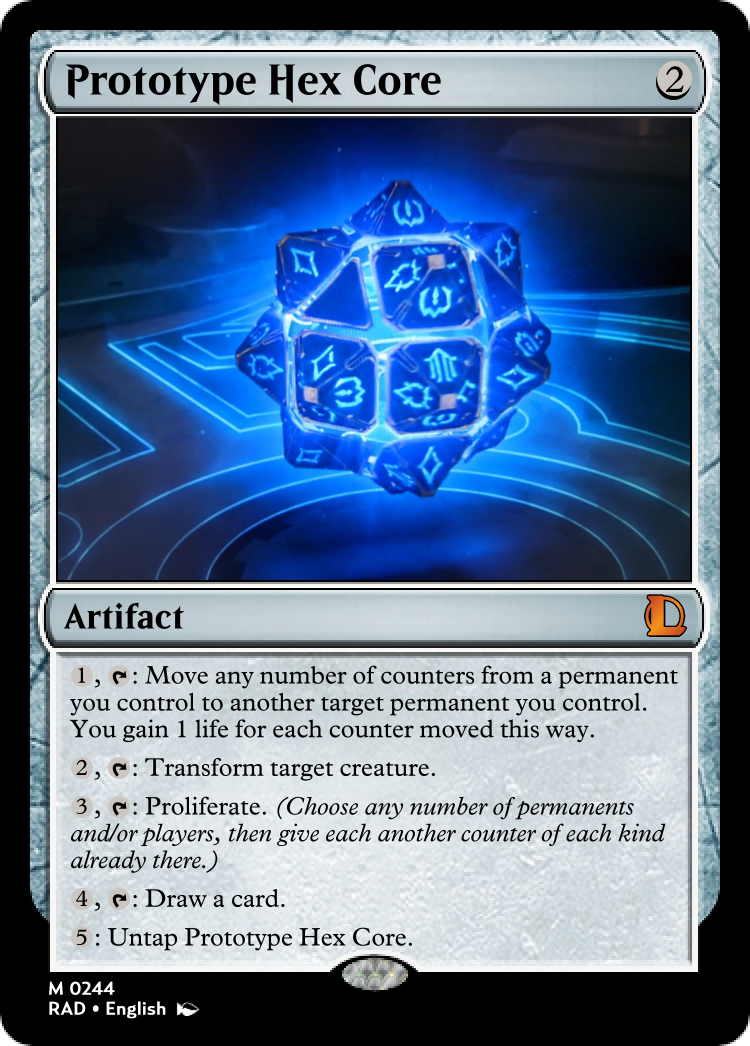 Prototype Hex Core 2
Artifact
1, : Move any number of counters from a permanent
you control to another target permanent you control.
You gain 1 life for each counter moved this way.
2, : Transform target creature.
3, : Proliferate. (Choose any number of permanents
and/or players, then give each another counter of each kind
already there.)
4, : Draw a card.
5: Untap Prototype Hex Core.
M 0244
RAD • English